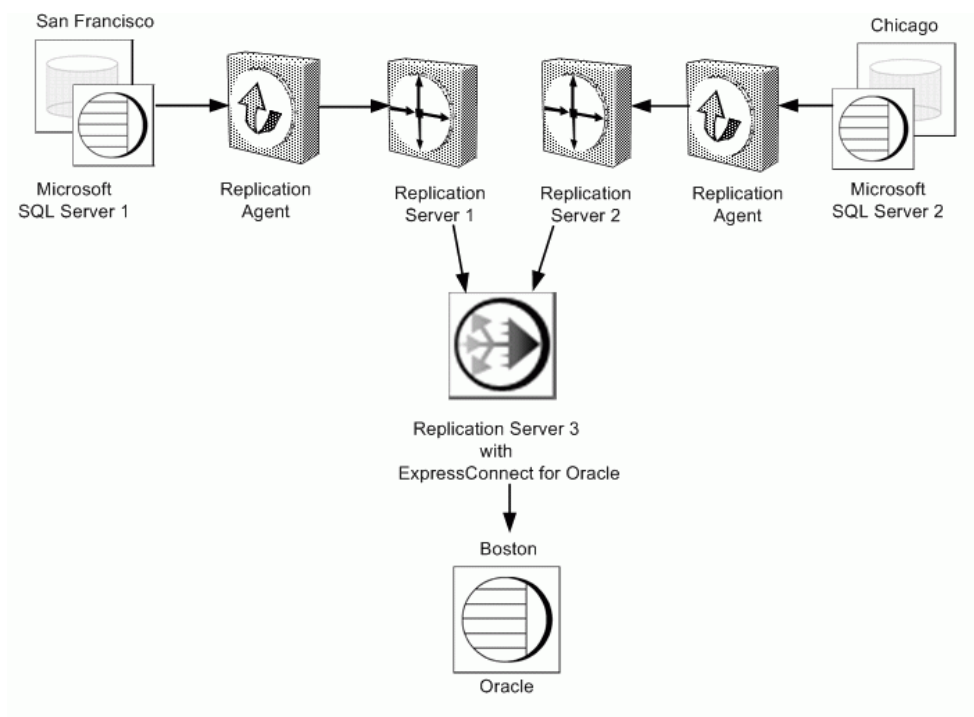 San Francisco
Chicago
Microsoft
SQL Server 1
Replication
Agent
Replication
Server 1
Replication
Server 2
Replication
Agent
Microsoft
SQL Server 2
Replication Server 3
with
ExpressConnect for Oracle
Boston
Oracle